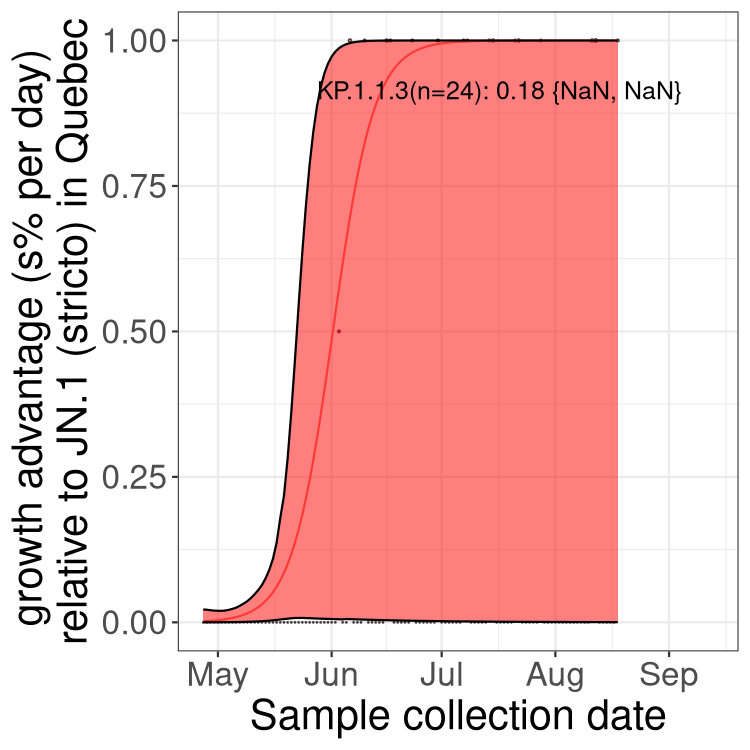 growth advantage (s% per day)
relative to JN.1 (stricto) in Quebec
1.00
0.75
0.50
0.25
0.00
KP.1.1.3(n=24): 0.18 {NaN, NaN}
May Jun Jul Aug Sep
Sample collection date